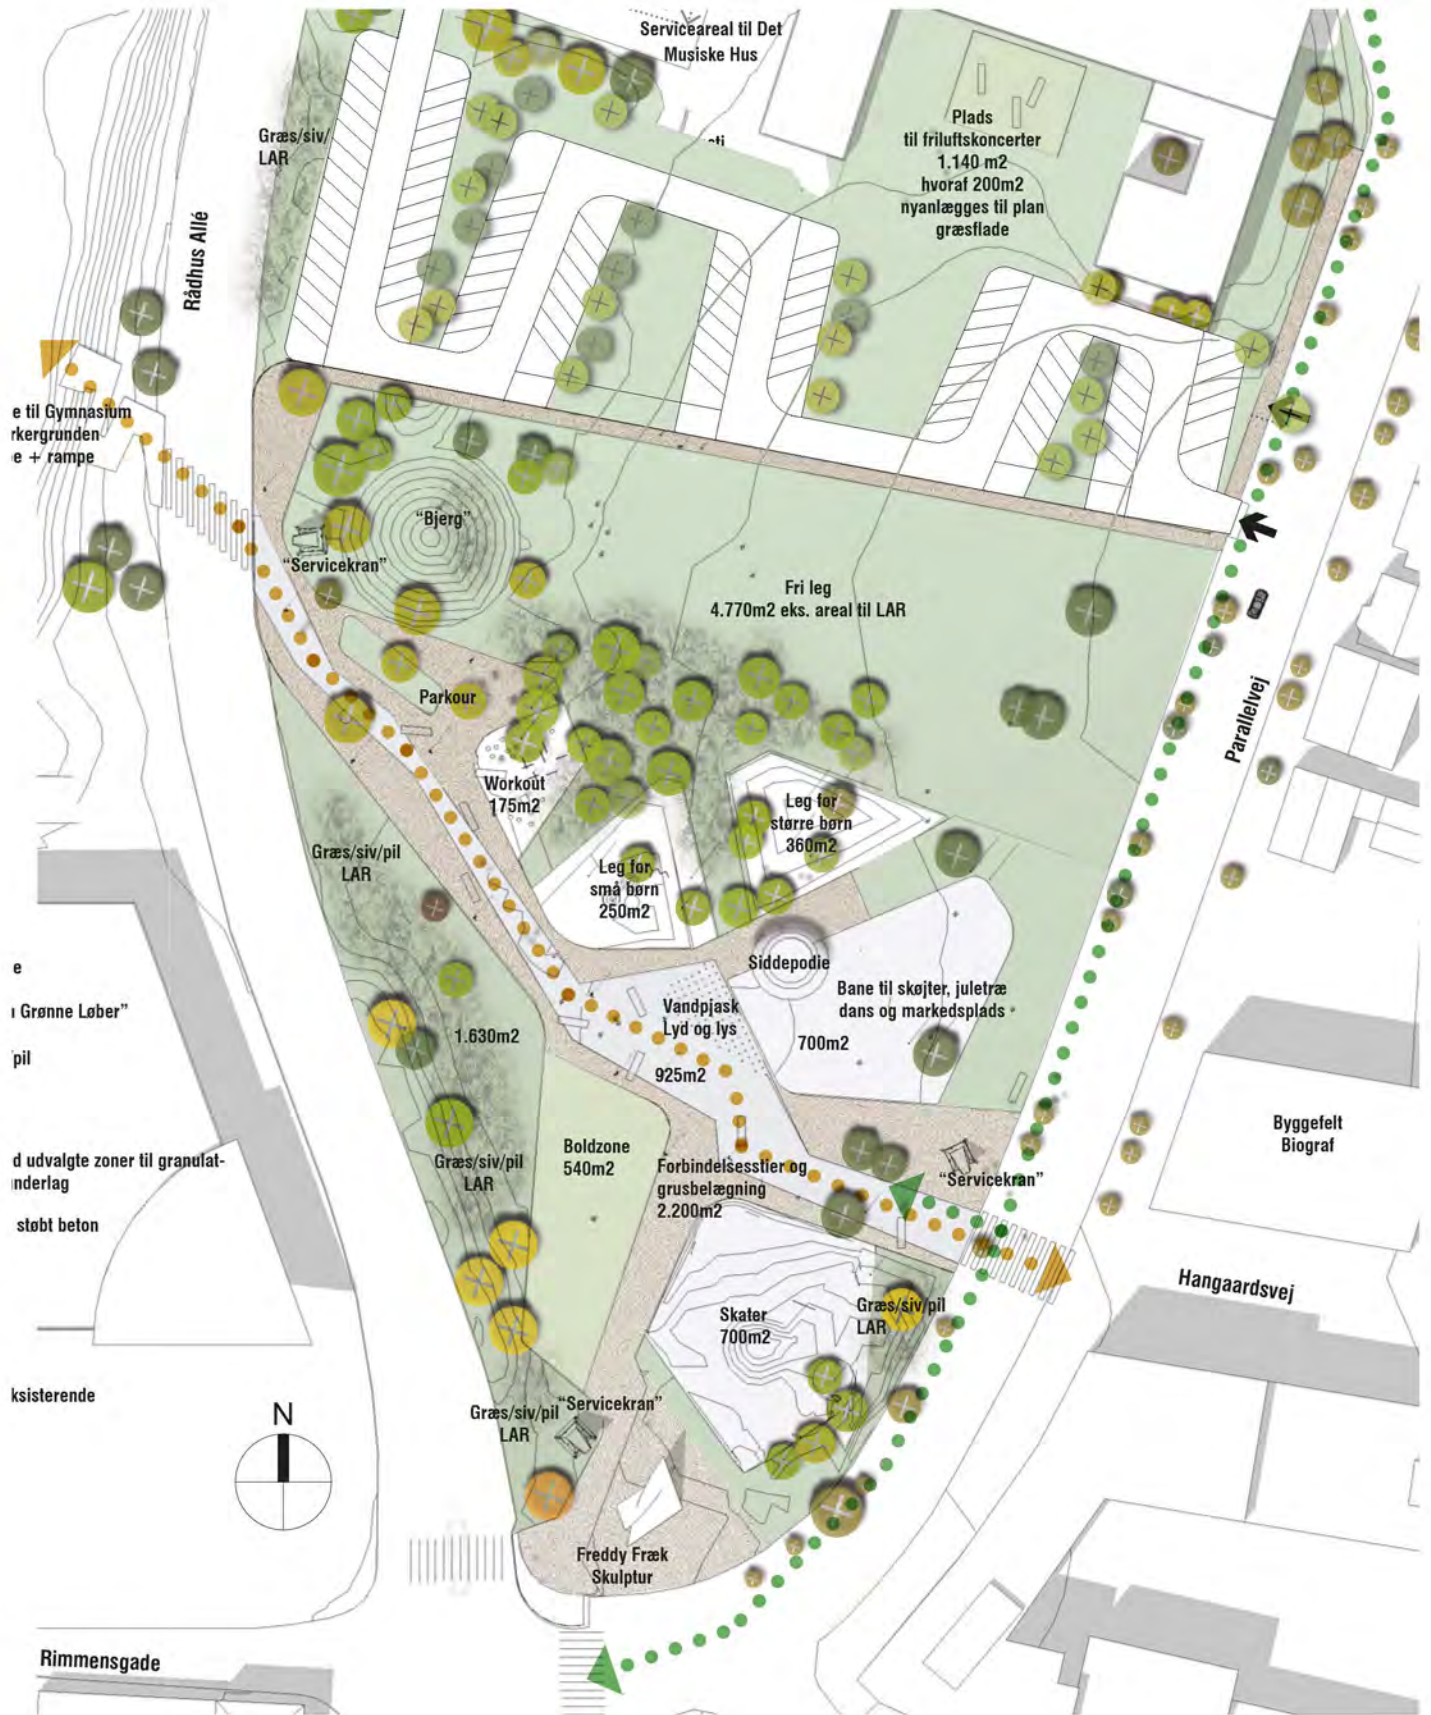 Serviceareal til Det
Musiske Hus
Plads
til friluftskoncerter
1.140 m2
hvoraf 200m2
nyanlægges til plan
græsflade
Græs/siv/
LAR
Rådhus Allé
e til Gymnasium
rkergrunden
e + rampe
"Bjerg"
"Servicekran"
Fri leg
4.770m2 eks. areal til LAR
Parkour
Parallelvej
Workout
175m2
Leg for
større børn
360m2
Græs/siv/pil
LAR
Leg for
små børn
250m2
Siddepodie
e
Bane til skøjter, juletræ
dans og markedsplads
700m2
Vandpjask
Lyd og lys
925m2
Grønne Løber"
1.630m2
pil
Byggefelt
Biograf
Boldzone
540m2
Græs/siv/pil
LAR
d udvalgte zoner til granulat-
nderlag
Forbindelsesstier og
grusbelægning
2.200m2
"Servicekran"
støbt beton
Hangaardsvej
Skater
700m2
Græs/siv/pil
LAR
ksisterende
N
Græs/siv/pil
LAR
"Servicekran"
Freddy Fræk
Skulptur
Rimmensgade